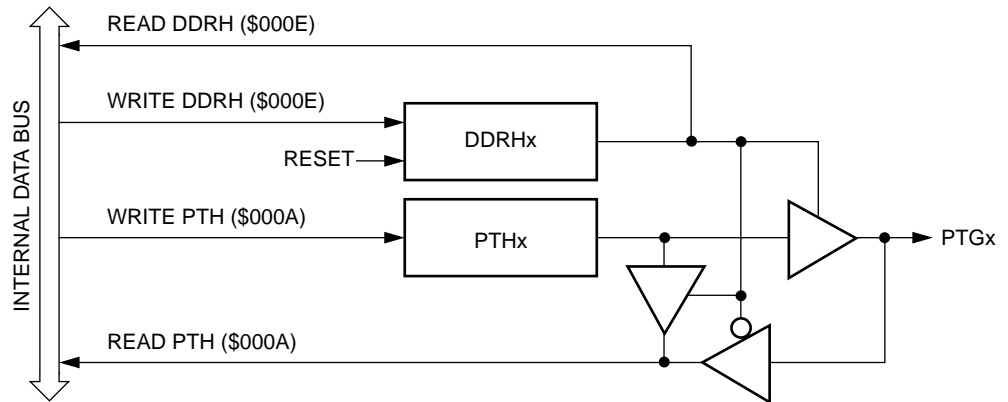 READ DDRH ($000E)
WRITE DDRH ($000E)
DDRHx
RESET
WRITE PTH ($000A)
PTHx
PTGx
READ PTH ($000A)
INTERNAL DATA BUS